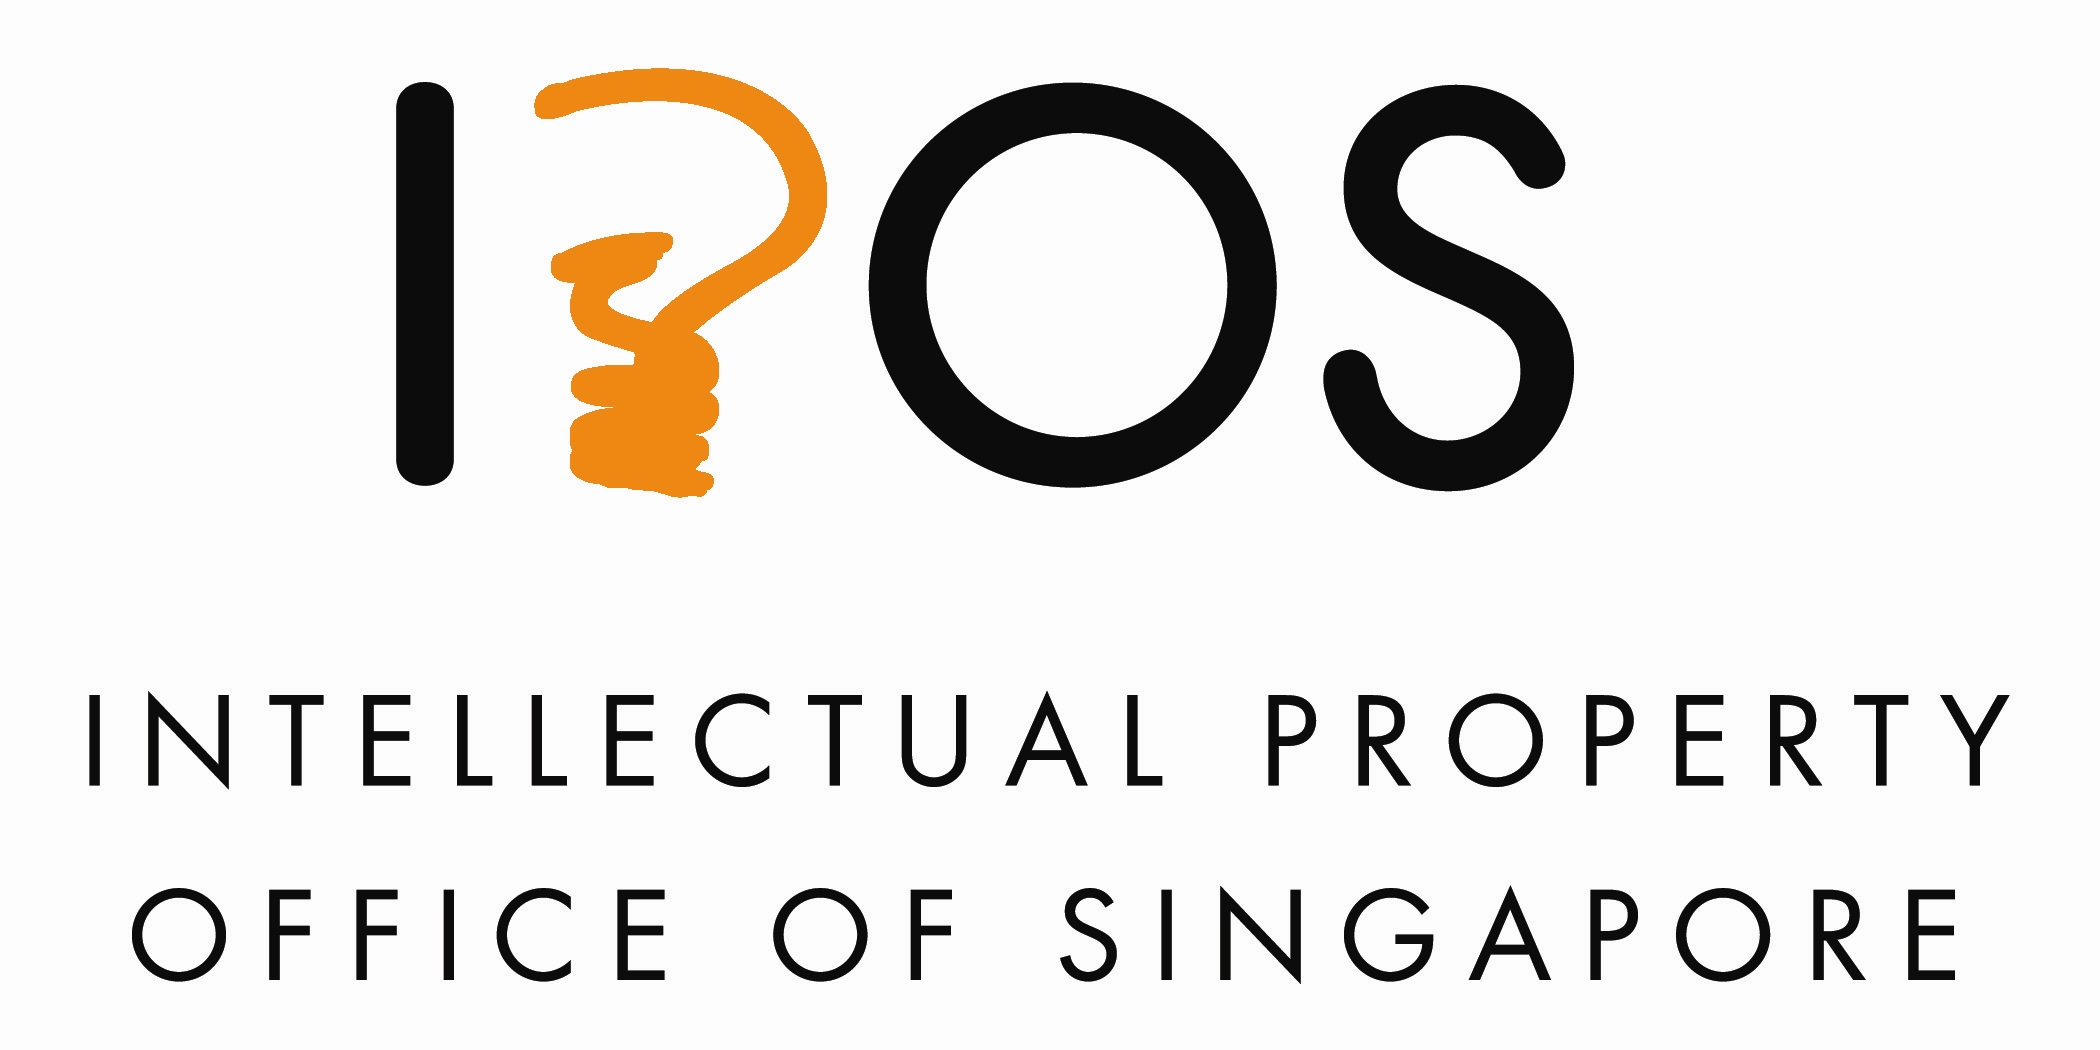 IPOS
INTELLECTUAL PROPERTY
OFFICE OF SINGAPORE